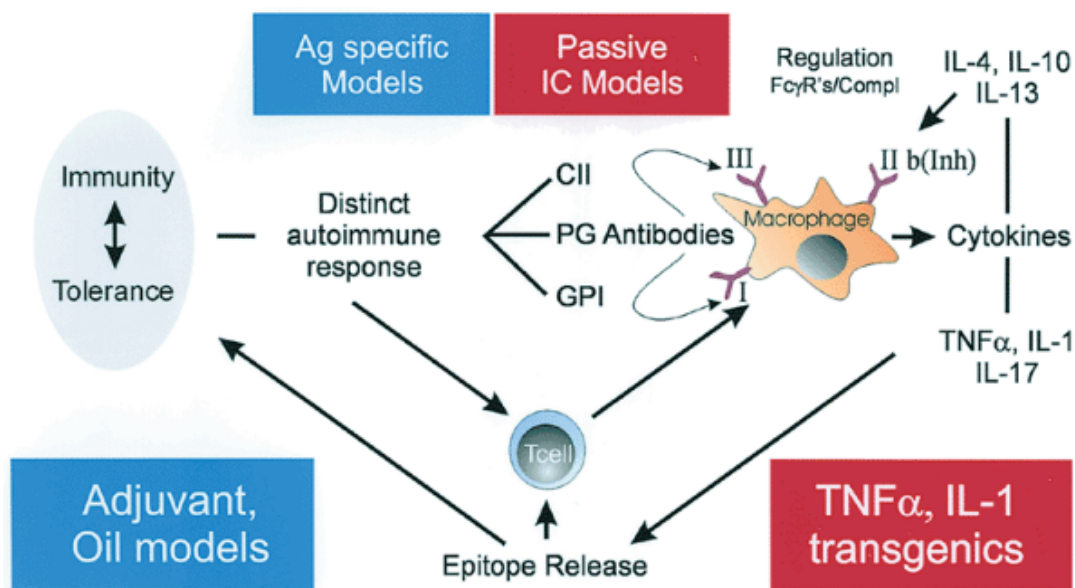 Ag specific
Models
Passive
IC Models
Regulation
FcγR's/Compl
IL-4, IL-10
IL-13
Immunity
Tolerance
Distinct
autoimmune
response
CII
PG Antibodies
GPI
III
II b(Inh)
Macrophage
I
Cytokines
TNFα, IL-1
IL-17
Tcell
Adjuvant,
Oil models
Epitope Release
TNFα, IL-1
transgenics